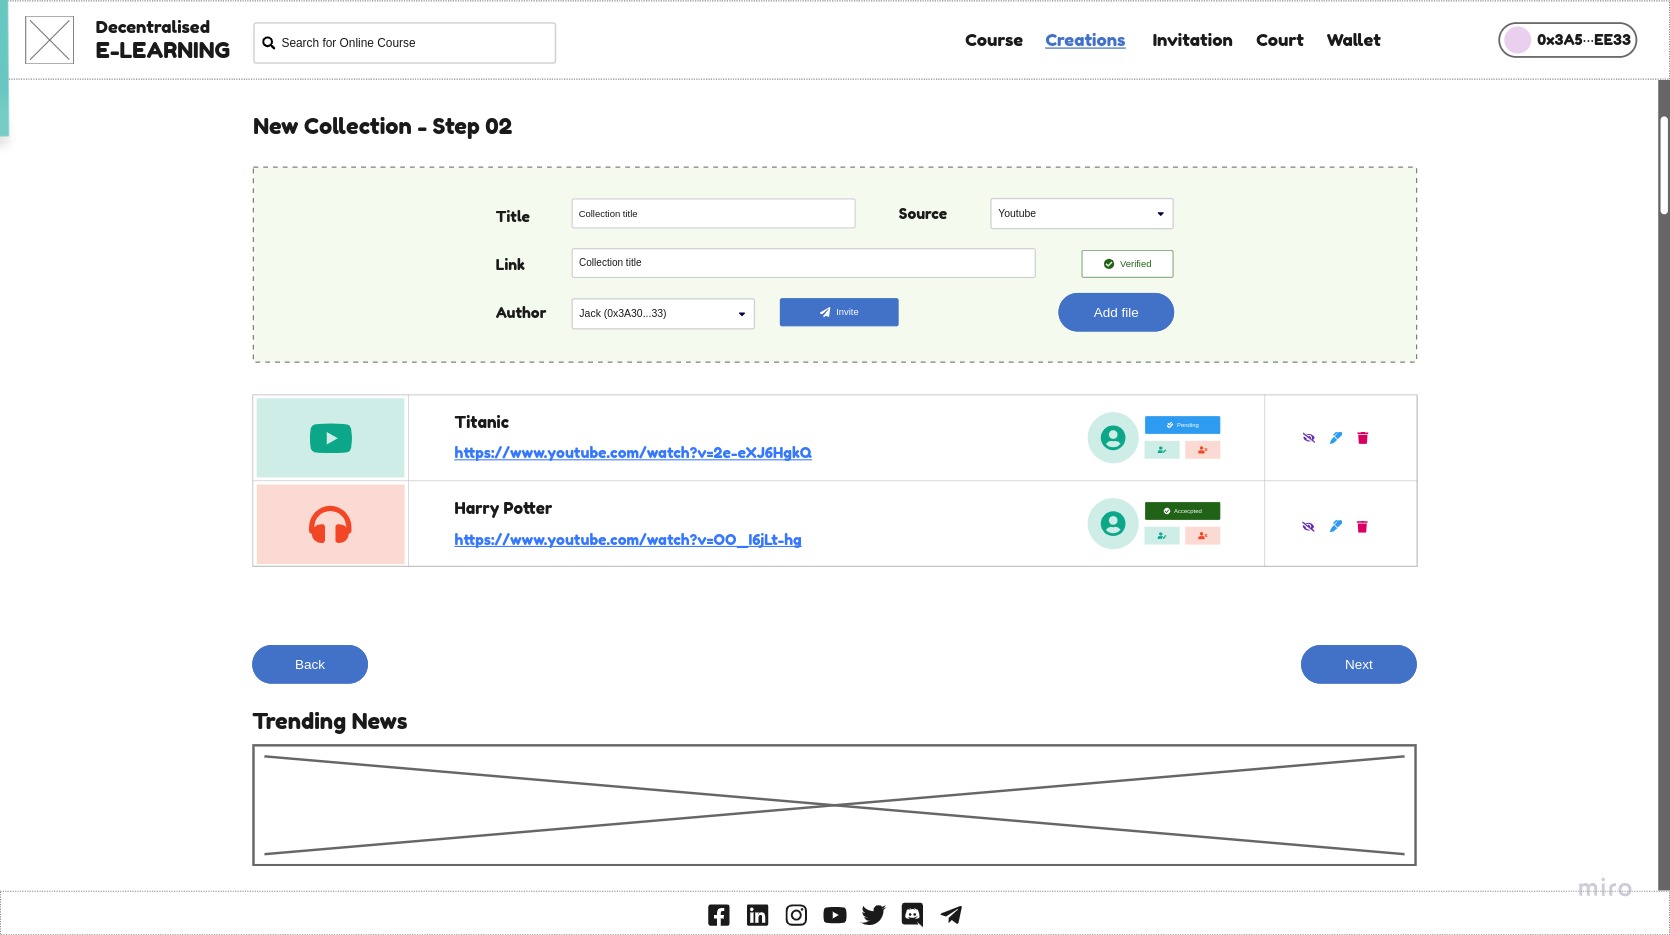 Decentralised
E-LEARNING
Search for Online Course
Course Creations Invitation Court Wallet
0x3A5···EE33
New Collection - Step 02
Title Collection title Source Youtube
Link Collection title Verified
Author Jack (0x3A30...33) Invite Add file
Titanic
https://www.youtube.com/watch?v=2e-eXJ6HgkQ
Pending
Harry Potter
https://www.youtube.com/watch?v=OO_I6jLt-hg
Accecpted
Back Next
Trending News
miro